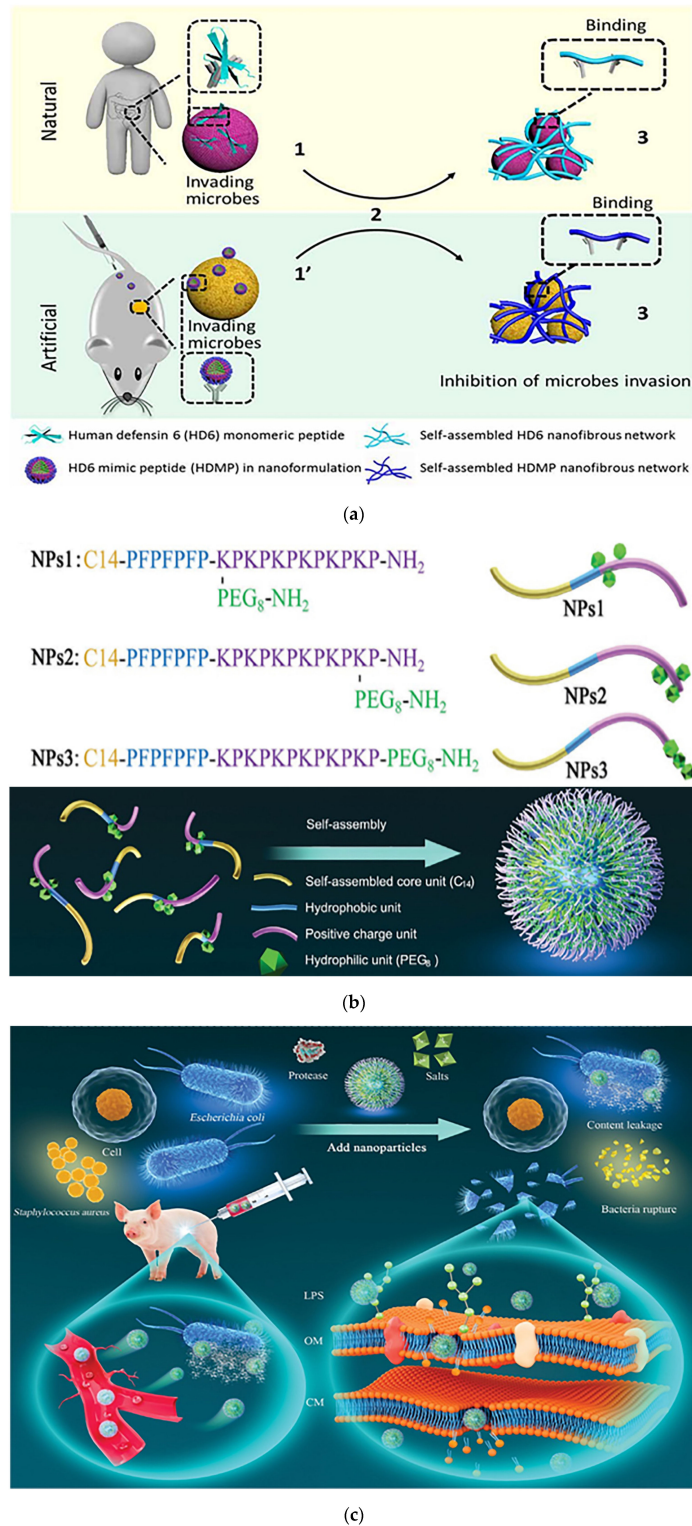 Natural
Invading
microbes
1
2
Binding
3
Artificial
Invading
microbes
1’
Binding
3
Inhibition of microbes invasion
Human defensin 6 (HD6) monomeric peptide
Self-assembled HD6 nanofibrous network
HD6 mimic peptide (HDMP) in nanoformulation
Self-assembled HDMP nanofibrous network
(a)
NPs1: C14-PFPFPFP-KPKPKPKPKPKP-NH2
PEG8-NH2
NPs1
NPs2: C14-PFPFPFP-KPKPKPKPKPKP-NH2
PEG8-NH2
NPs2
NPs3: C14-PFPFPFP-KPKPKPKPKPKP-PEG8-NH2
NPs3
Self-assembly
Self-assembled core unit (C14)
Hydrophobic unit
Positive charge unit
Hydrophilic unit (PEG8)
(b)
Protease
Salts
Escherichia coli
Cell
Add nanoparticles
Content leakage
Staphylococcus aureus
Bacteria rupture
LPS
OM
CM
(c)